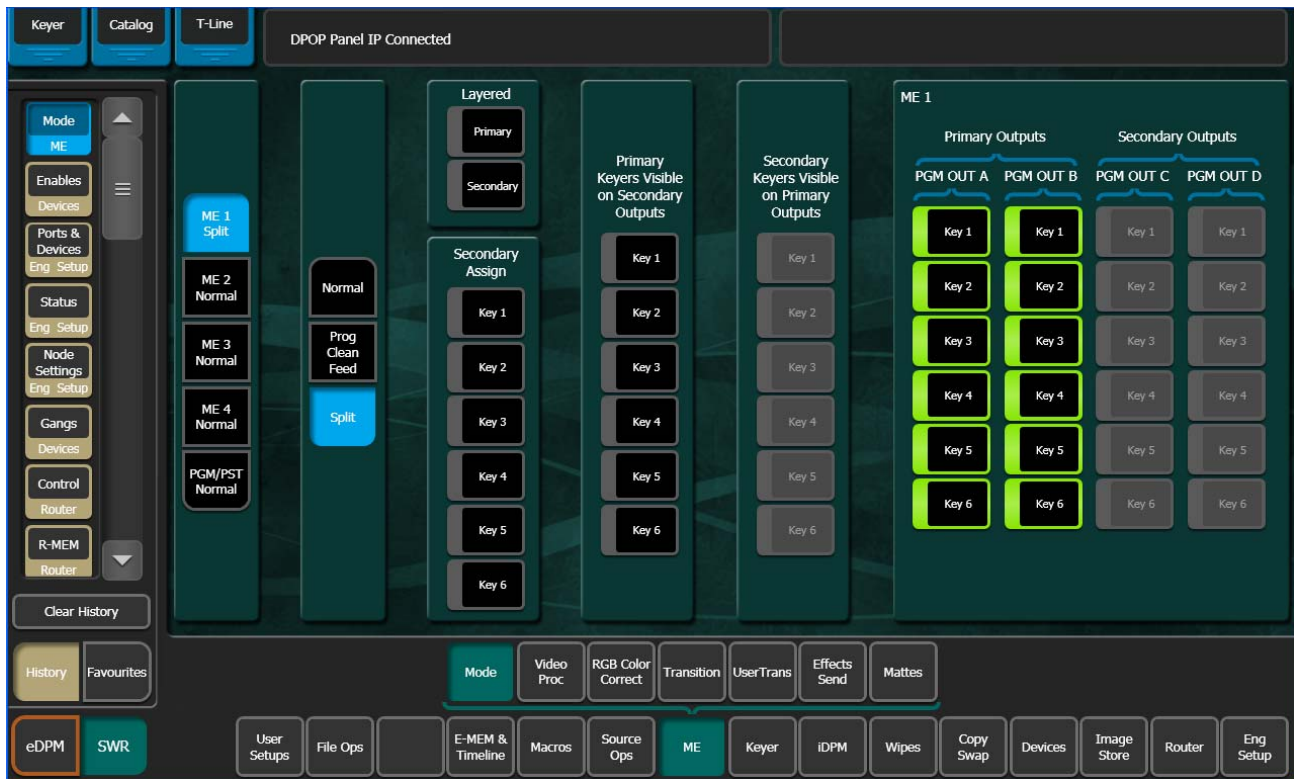 Keyer
Catalog
T-Line
DPOP Panel IP Connected
Mode
ME
Enables
Devices
Ports &
Devices
Eng Setup
Status
Eng Setup
Node
Settings
Eng Setup
Gangs
Devices
Control
Router
R-MEM
Router
Clear History
History
Favourites
eDPM
SWR
ME 1
Split
ME 2
Normal
ME 3
Normal
ME 4
Normal
PGM/PST
Normal
Normal
Prog
Clean
Feed
Split
Layered
Primary
Secondary
Secondary
Assign
Key 1
Key 2
Key 3
Key 4
Key 5
Key 6
Primary
Keyers Visible
on Secondary
Outputs
Key 1
Key 2
Key 3
Key 4
Key 5
Key 6
Secondary
Keyers Visible
on Primary
Outputs
Key 1
Key 2
Key 3
Key 4
Key 5
Key 6
ME 1
Primary Outputs
Secondary Outputs
PGM OUT A
PGM OUT B
PGM OUT C
PGM OUT D
Key 1
Key 1
Key 1
Key 1
Key 2
Key 2
Key 2
Key 2
Key 3
Key 3
Key 3
Key 3
Key 4
Key 4
Key 4
Key 4
Key 5
Key 5
Key 5
Key 5
Key 6
Key 6
Key 6
Key 6
Mode
Video
Proc
RGB Color
Correct
Transition
UserTrans
Effects
Send
Mattes
User
Setups
File Ops
E-MEM &
Timeline
Macros
Source
Ops
ME
Keyer
iDPM
Wipes
Copy
Swap
Devices
Image
Store
Router
Eng
Setup